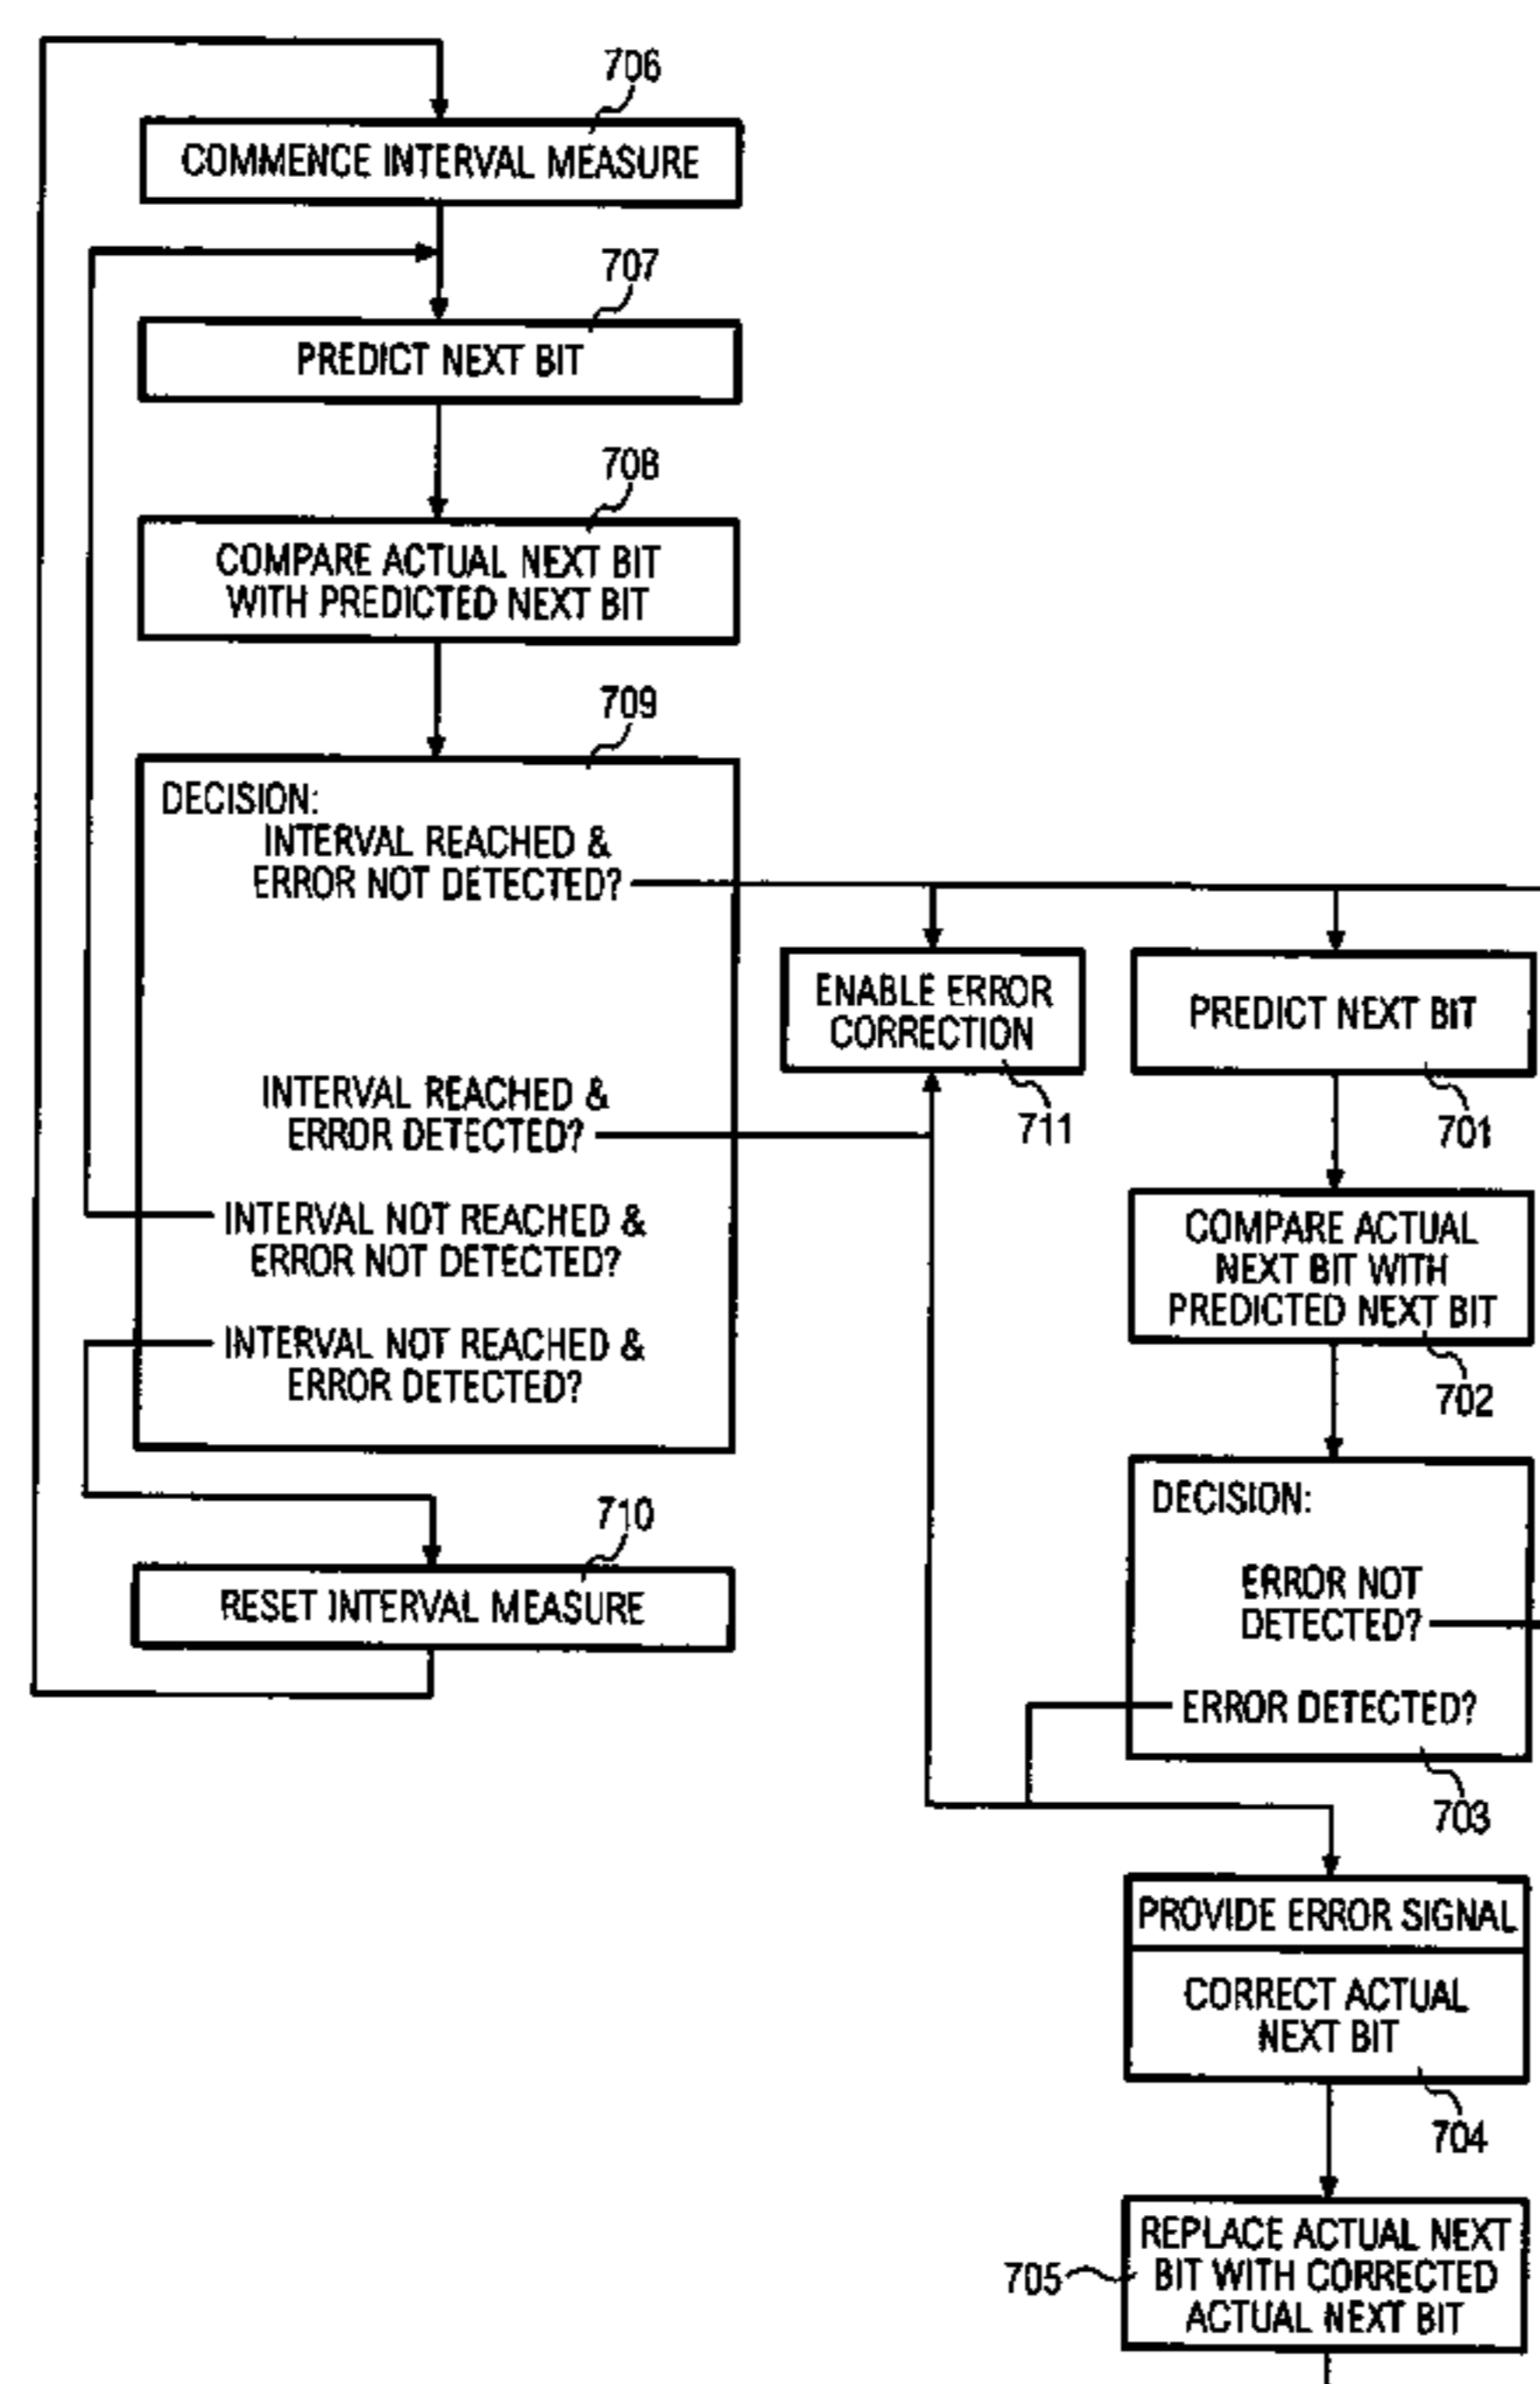 706
COMMENCE INTERVAL MEASURE
707
PREDICT NEXT BIT
708
COMPARE ACTUAL NEXT BIT
WITH PREDICTED NEXT BIT
709
DECISION:
INTERVAL REACHED &
ERROR NOT DETECTED?
INTERVAL REACHED &
ERROR DETECTED?
INTERVAL NOT REACHED &
ERROR NOT DETECTED?
INTERVAL NOT REACHED &
ERROR DETECTED?
710
RESET INTERVAL MEASURE
ENABLE ERROR
CORRECTION
711
PREDICT NEXT BIT
701
COMPARE ACTUAL
NEXT BIT WITH
PREDICTED NEXT BIT
702
DECISION:
ERROR NOT
DETECTED?
ERROR DETECTED?
703
PROVIDE ERROR SIGNAL
CORRECT ACTUAL
NEXT BIT
704
REPLACE ACTUAL NEXT
BIT WITH CORRECTED
ACTUAL NEXT BIT
705